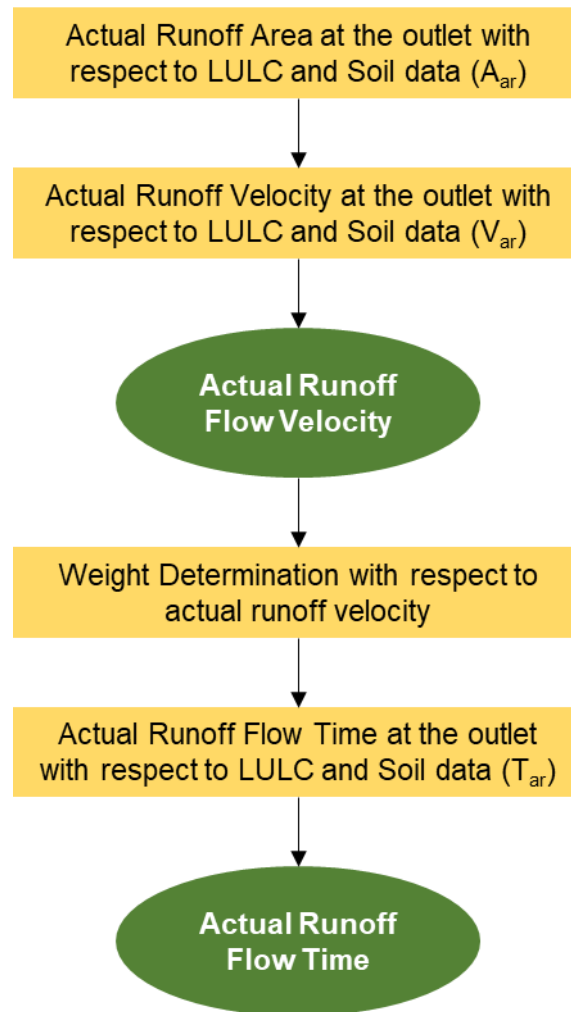 Actual Runoff Area at the outlet with
respect to LULC and Soil data (Aar)
Actual Runoff Velocity at the outlet with
respect to LULC and Soil data (Var)
Actual Runoff
Flow Velocity
Weight Determination with respect to
actual runoff velocity
Actual Runoff Flow Time at the outlet
with respect to LULC and Soil data (Tar)
Actual Runoff
Flow Time